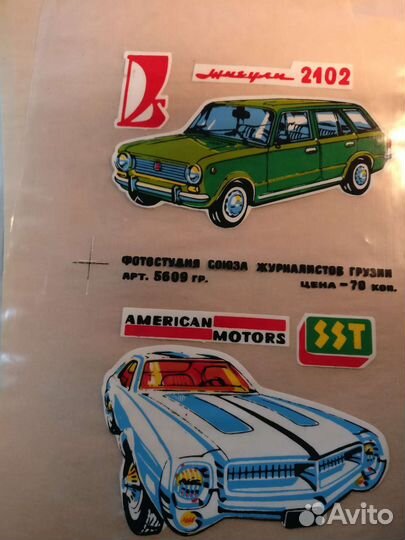 Жигули 2102
ФОТОСТУДИЯ СОЮЗА ЖУРНАЛИСТОВ ГРУЗИИ
АРТ. 5609 ГР. ЦЕНА - 70 КОП.
AMERICAN MOTORS
SST
Avito